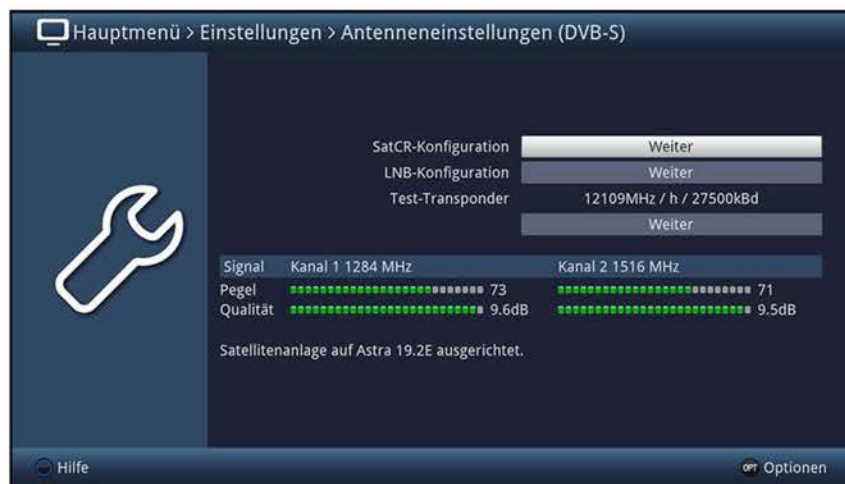 Hauptmenü > Einstellungen > Antenneneinstellungen (DVB-S)
SatCR-Konfiguration Weiter
LNB-Konfiguration Weiter
Test-Transponder 12109MHz / h / 27500kBd
Weiter
Signal Kanal 1 1284 MHz Kanal 2 1516 MHz
Pegel 73 71
Qualität 9.6dB 9.5dB
Satellitenanlage auf Astra 19.2E ausgerichtet.
Hilfe OPT Optionen